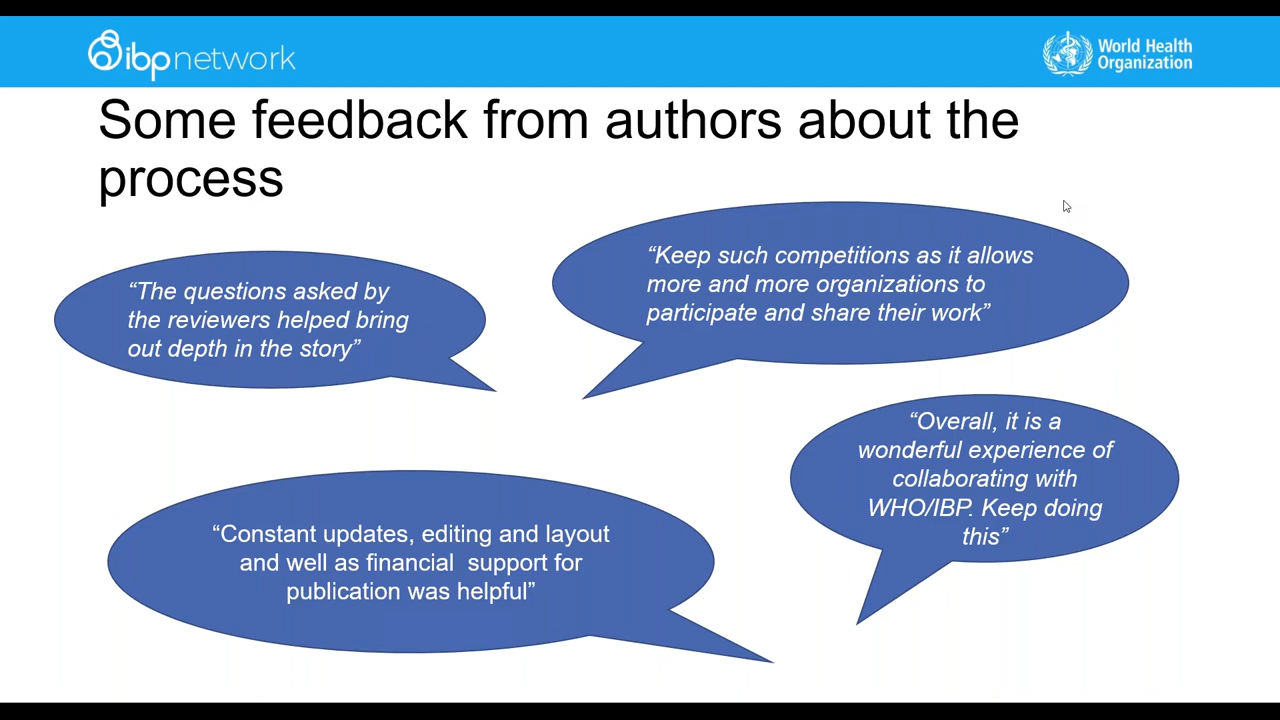 ibpnetwork
World Health
Organization
Some feedback from authors about the
process
“The questions asked by
the reviewers helped bring
out depth in the story”
“Keep such competitions as it allows
more and more organizations to
participate and share their work”
“Constant updates, editing and layout
and well as financial  support for
publication was helpful”
“Overall, it is a
wonderful experience of
collaborating with
WHO/IBP. Keep doing
this”